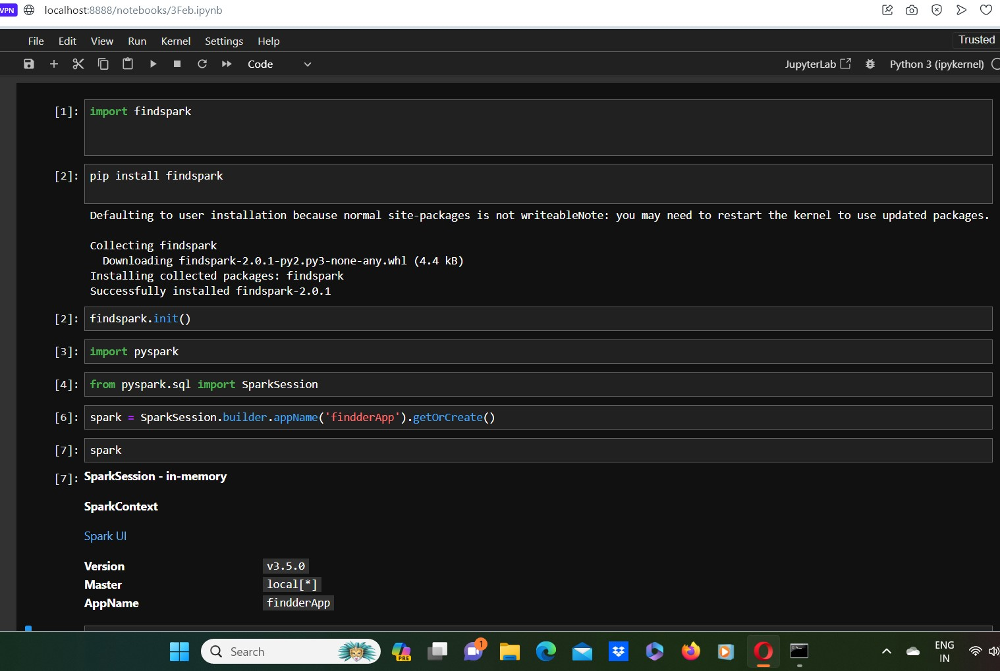 VPN localhost:8888/notebooks/3Feb.ipynb
File Edit View Run Kernel Settings Help Trusted
Code JupyterLab Python 3 (ipykernel)
[1]: import findspark
[2]: pip install findspark
Defaulting to user installation because normal site-packages is not writeableNote: you may need to restart the kernel to use updated packages.
Collecting findspark
Downloading findspark-2.0.1-py2.py3-none-any.whl (4.4 kB)
Installing collected packages: findspark
Successfully installed findspark-2.0.1
[2]: findspark.init()
[3]: import pyspark
[4]: from pyspark.sql import SparkSession
[6]: spark = SparkSession.builder.appName('findderApp').getOrCreate()
[7]: spark
[7]: SparkSession - in-memory
SparkContext
Spark UI
Version v3.5.0
Master local[*]
AppName findderApp
Search PRE 1 ENG
IN